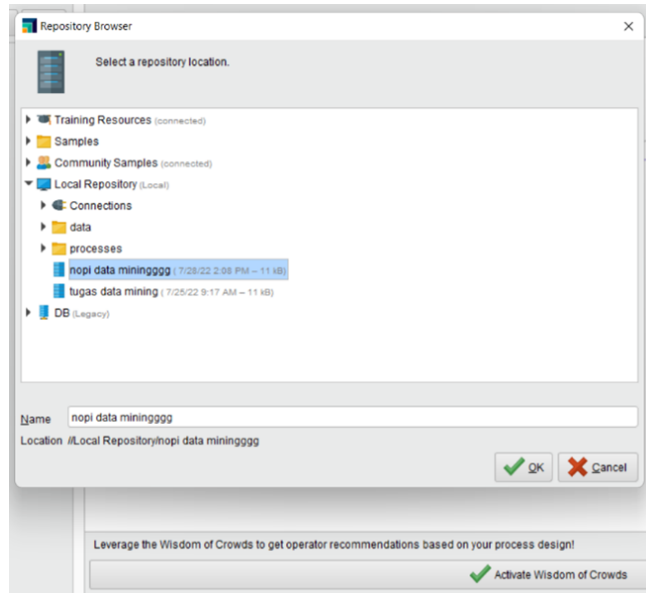 Repository Browser
Select a repository location.
Training Resources (connected)
Samples
Community Samples (connected)
Local Repository (Local)
Connections
data
processes
nopi data miningggg ( 7/28/22 2:08 PM – 11 kB)
tugas data mining ( 7/25/22 9:17 AM – 11 kB)
DB (Legacy)
Name nopi data miningggg
Location //Local Repository/nopi data miningggg
OK Cancel
Leverage the Wisdom of Crowds to get operator recommendations based on your process design!
Activate Wisdom of Crowds